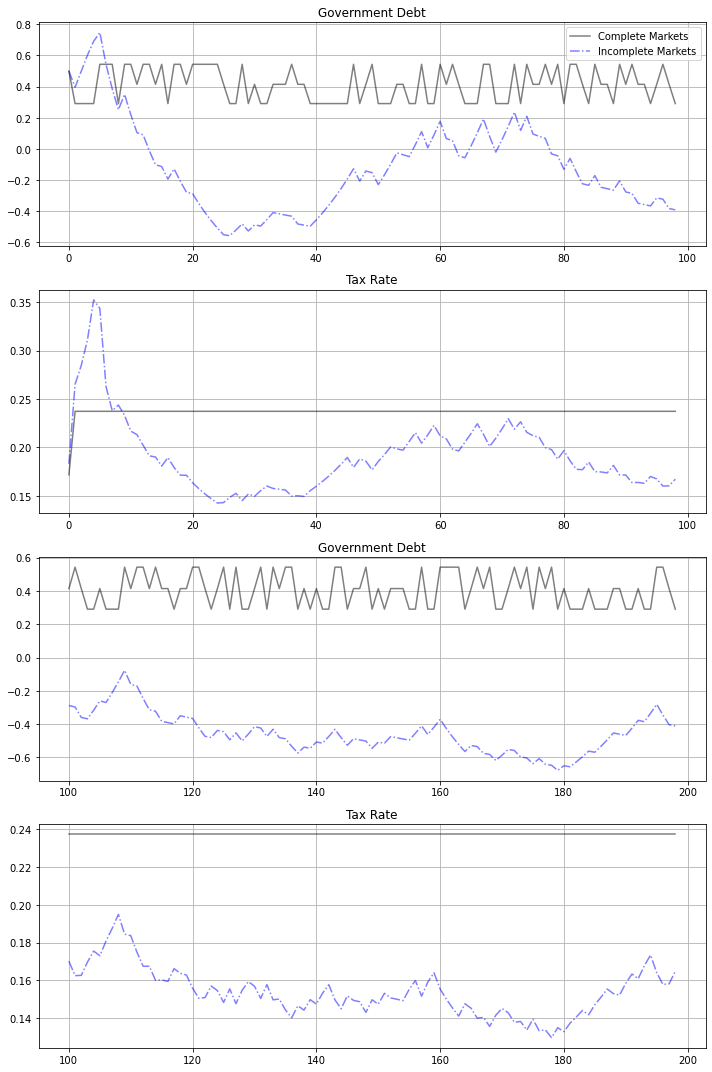 Government Debt
Complete Markets
Incomplete Markets
0.8
0.6
0.4
0.2
0.0
−0.2
−0.4
−0.6
0 20 40 60 80 100
Tax Rate
0.35
0.30
0.25
0.20
0.15
0 20 40 60 80 100
Government Debt
0.6
0.4
0.2
0.0
−0.2
−0.4
−0.6
100 120 140 160 180 200
Tax Rate
0.24
0.22
0.20
0.18
0.16
0.14
100 120 140 160 180 200